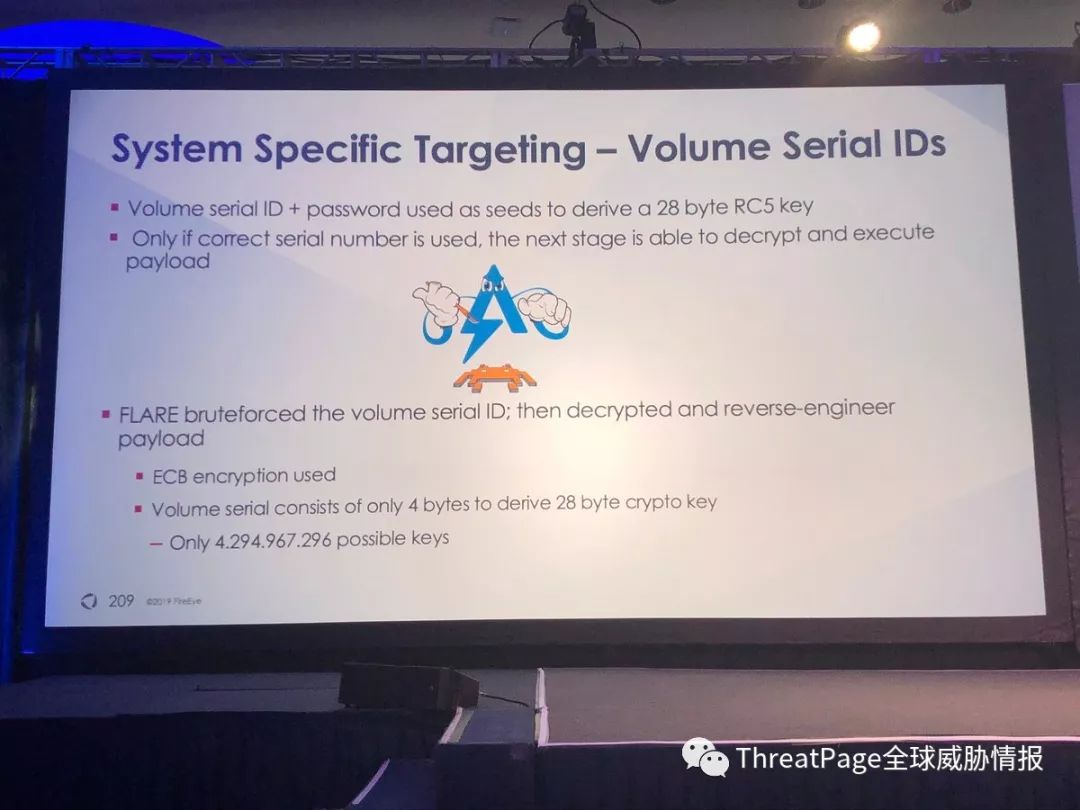 System Specific Targeting – Volume Serial IDs
▪ Volume serial ID + password used as seeds to derive a 28 byte RC5 key
▪ Only if correct serial number is used, the next stage is able to decrypt and execute
payload
▪ FLARE bruteforced the volume serial ID; then decrypted and reverse-engineer
payload
▪ ECB encryption used
▪ Volume serial consists of only 4 bytes to derive 28 byte crypto key
— Only 4.294.967.296 possible keys
209 ©2019 FireEye
ThreatPage全球威胁情报